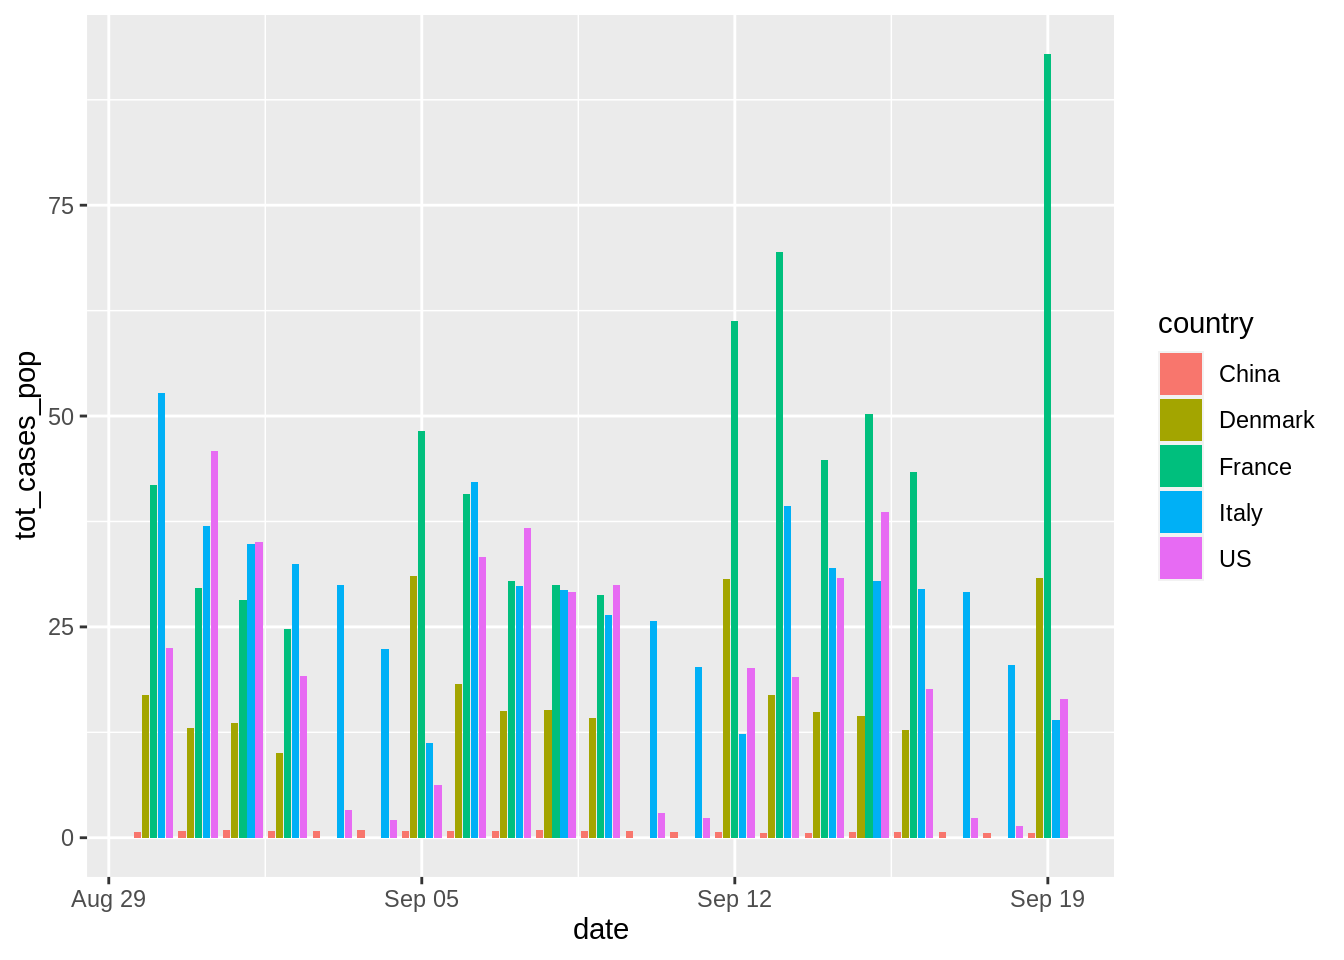 75
50
25
0
tot_cases_pop
Aug 29
Sep 05
Sep 12
Sep 19
date
country
China
Denmark
France
Italy
US